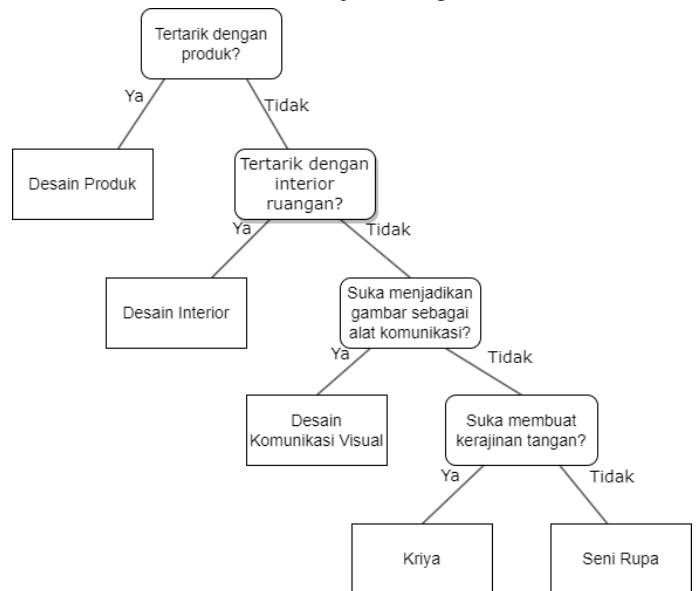 Tertarik dengan
produk?
Ya
Tidak
Desain Produk
Tertarik dengan
interior
ruangan?
Ya
Tidak
Desain Interior
Suka menjadikan
gambar sebagai
alat komunikasi?
Ya
Tidak
Desain
Komunikasi Visual
Suka membuat
kerajinan tangan?
Ya
Tidak
Kriya
Seni Rupa